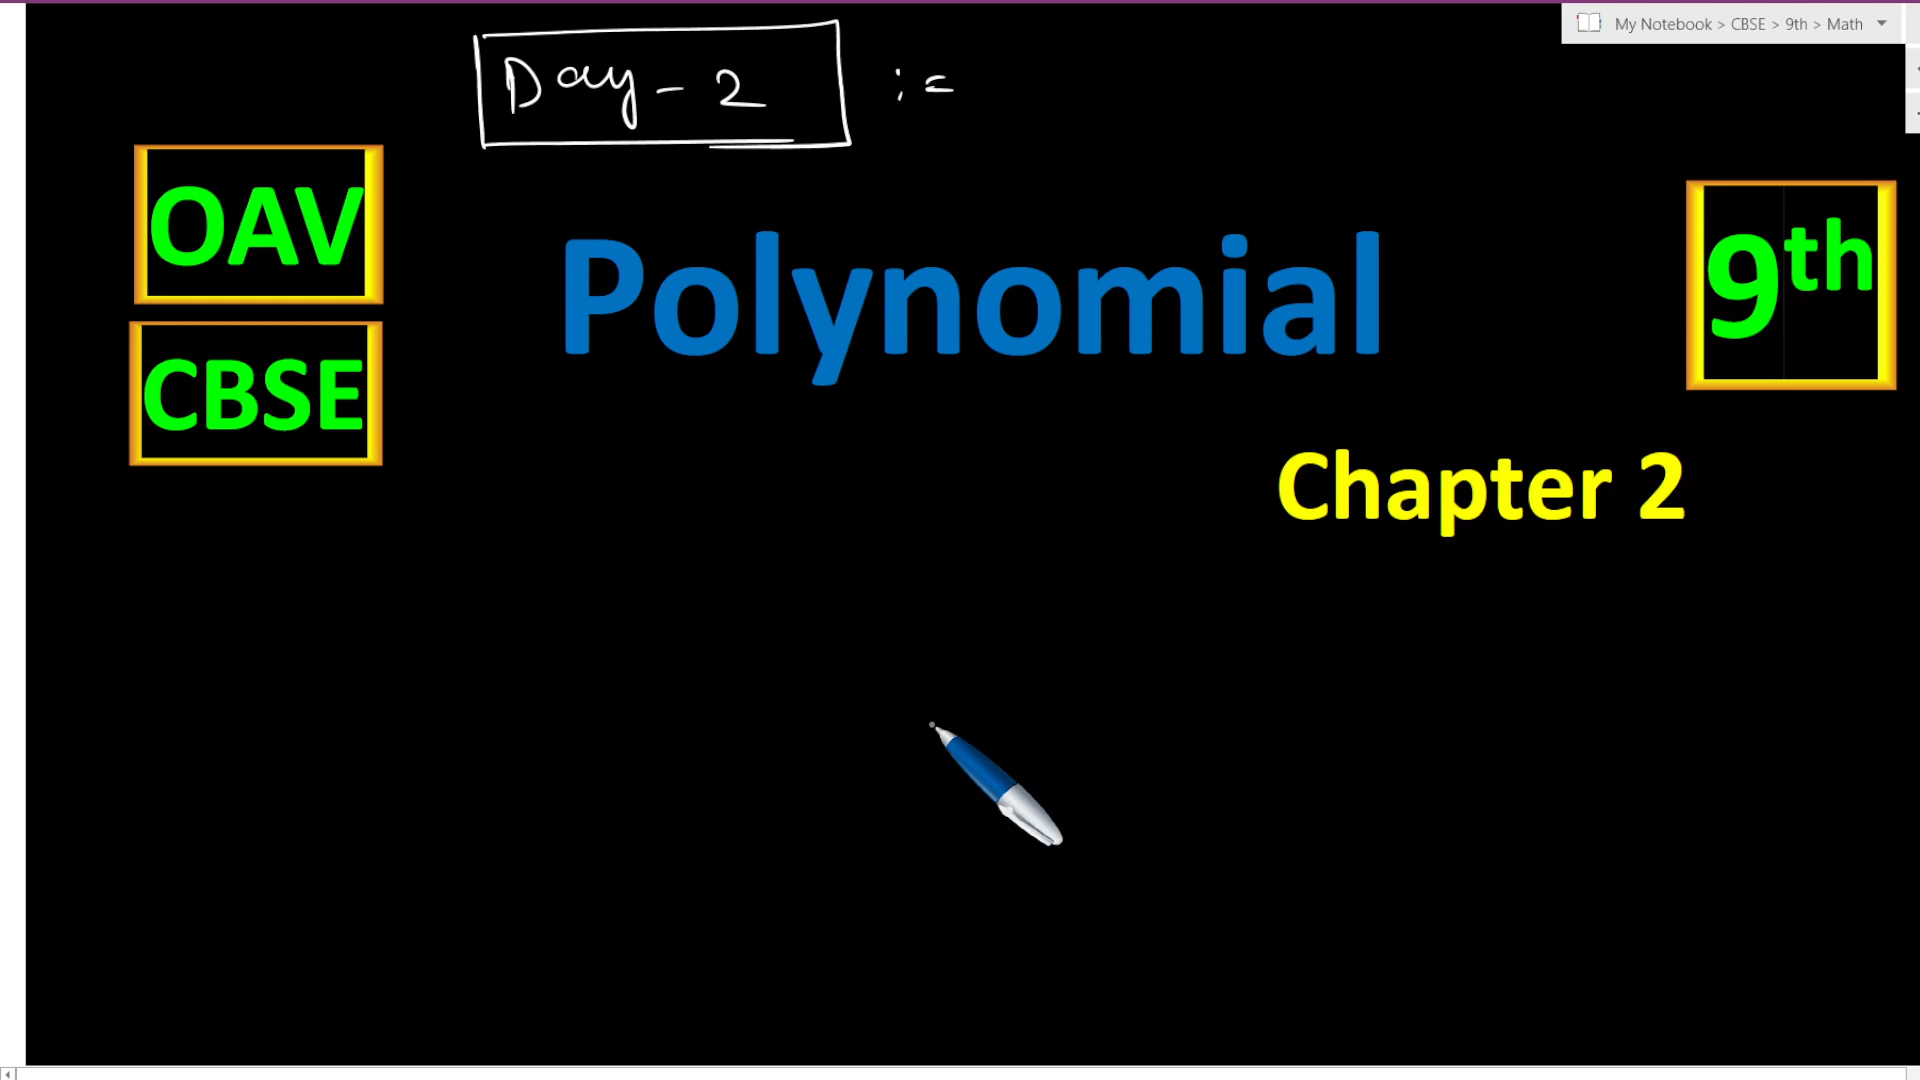 My Notebook > CBSE > 9th > Math
Day - 2 :=
OAV
Polynomial
9th
CBSE
Chapter 2